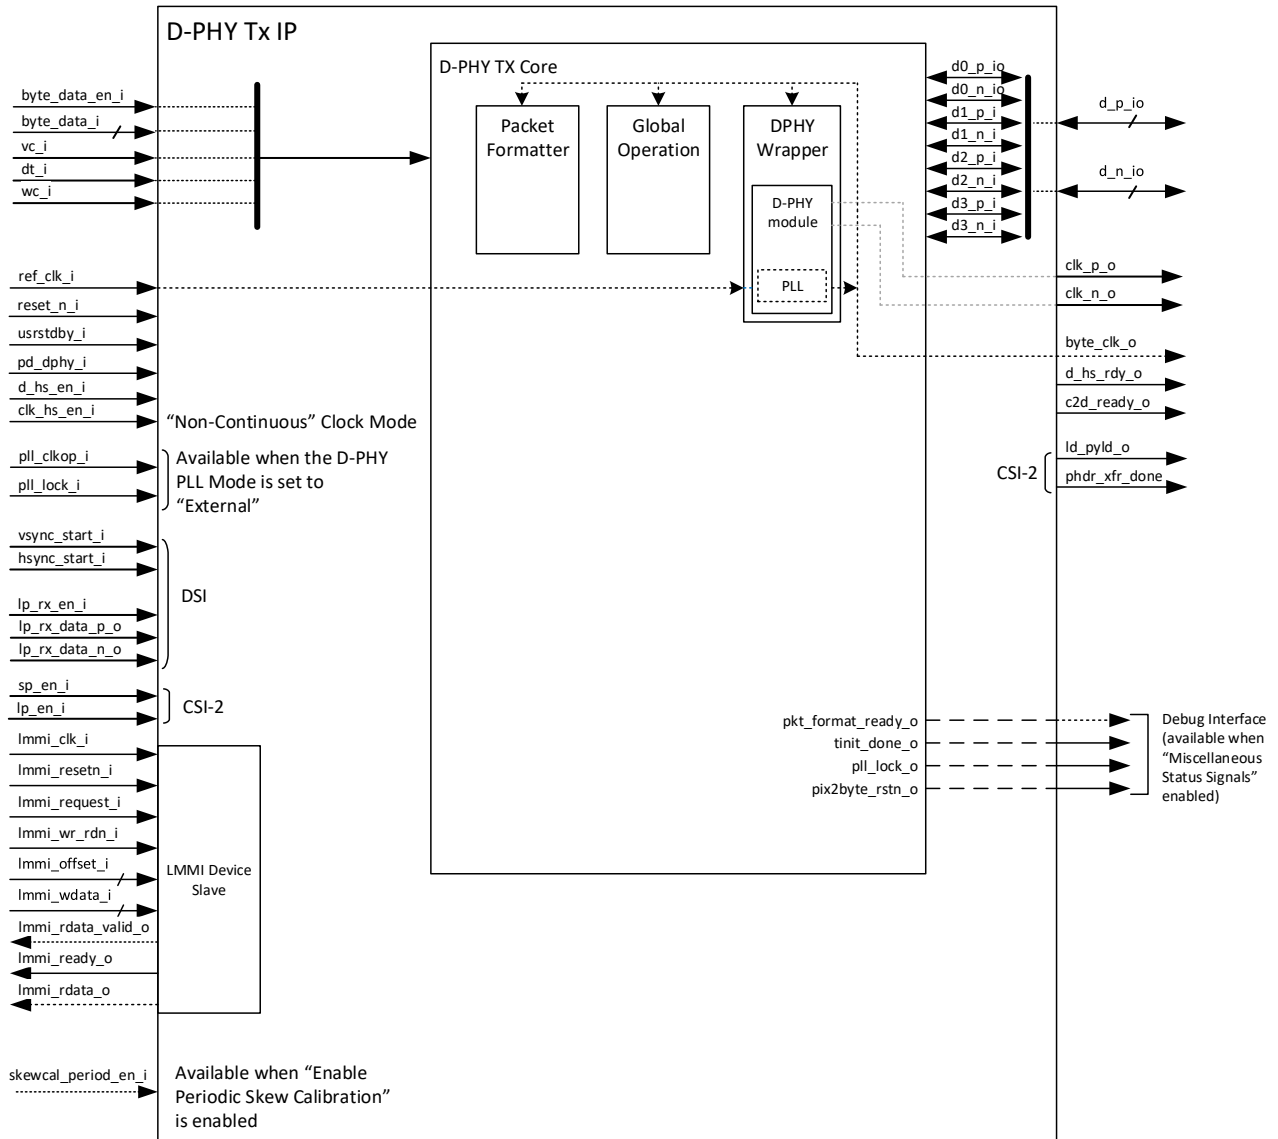 D-PHY Tx IP
D-PHY TX Core
byte_data_en_i
byte_data_i
vc_i
dt_i
wc_i
Packet
Formatter
Global
Operation
DPHY
Wrapper
D-PHY
module
PLL
d0_p_io
d0_n_io
d1_p_i
d1_n_i
d2_p_i
d2_n_i
d3_p_i
d3_n_i
d_p_io
d_n_io
ref_clk_i
reset_n_i
usrstdby_i
pd_dphy_i
d_hs_en_i
clk_hs_en_i
“Non-Continuous” Clock Mode
clk_p_o
clk_n_o
byte_clk_o
d_hs_rdy_o
c2d_ready_o
pll_clkop_i
pll_lock_i
Available when the D-PHY
PLL Mode is set to
“External”
CSI-2
ld_pyld_o
phdr_xfr_done
vsync_start_i
hsync_start_i
lp_rx_en_i
lp_rx_data_p_o
lp_rx_data_n_o
DSI
sp_en_i
lp_en_i
CSI-2
lmmi_clk_i
lmmi_resetn_i
lmmi_request_i
lmmi_wr_rdn_i
lmmi_offset_i
lmmi_wdata_i
lmmi_rdata_valid_o
lmmi_ready_o
lmmi_rdata_o
LMMI Device
Slave
pkt_format_ready_o
tinit_done_o
pll_lock_o
pix2byte_rstn_o
Debug Interface
(available when
“Miscellaneous
Status Signals”
enabled)
skewcal_period_en_i
Available when “Enable
Periodic Skew Calibration”
is enabled